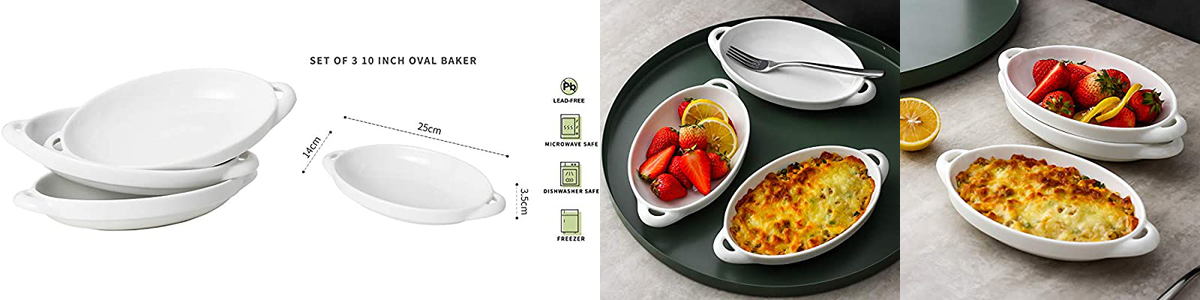 SET OF 3 10 INCH OVAL BAKER
25cm
14cm
3.5cm
Pb
LEAD-FREE
MICROWAVE SAFE
DISHWASHER SAFE
FREEZER